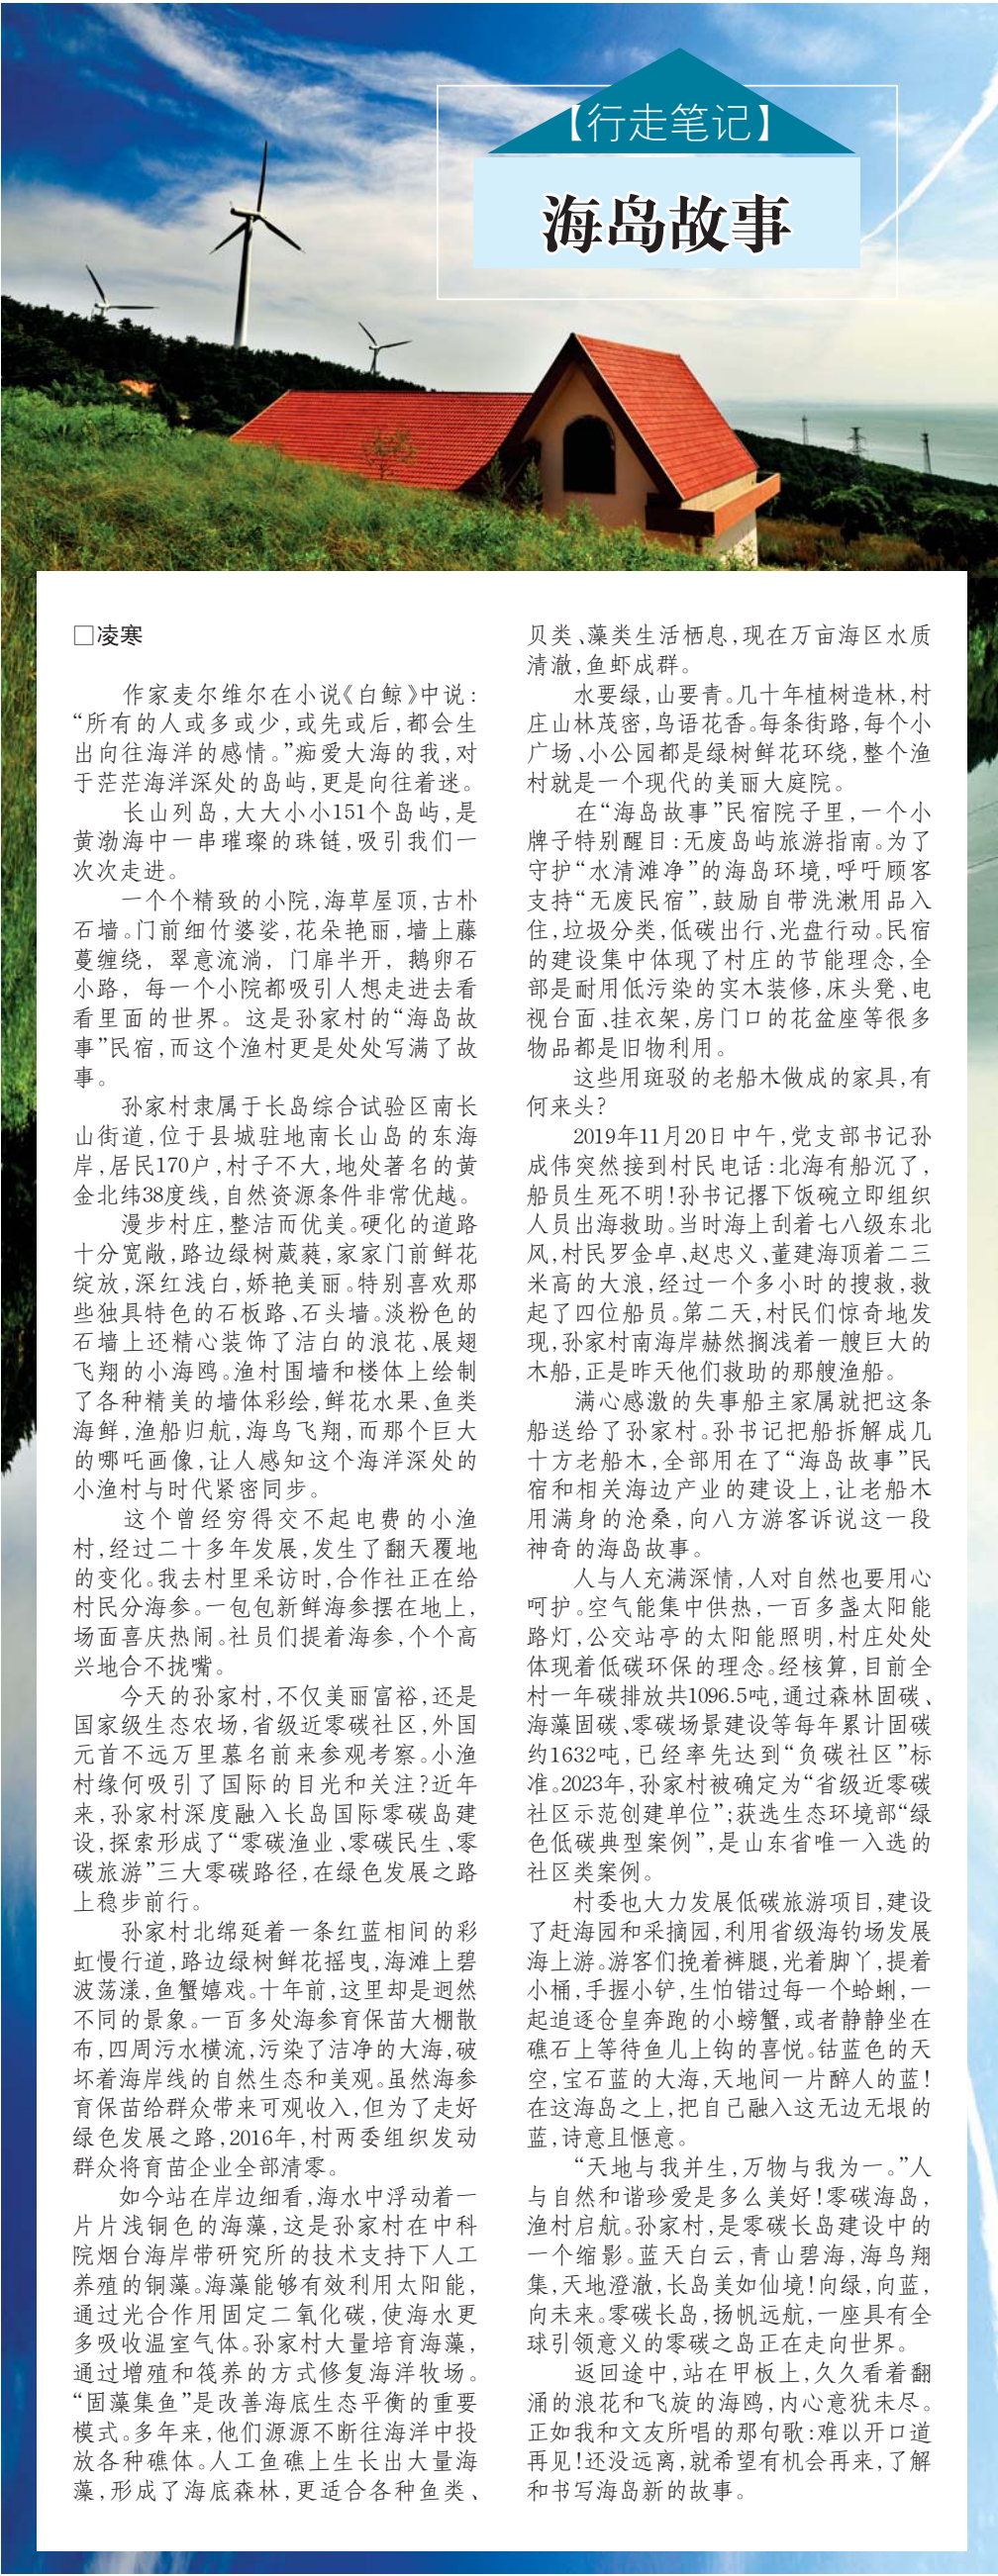 【行走笔记】
海岛故事
□凌寒
作家麦尔维尔在小说《白鲸》中说：
“所有的人或多或少，或先或后，都会生
出向往海洋的感情。”痴爱大海的我，对
于茫茫海洋深处的岛屿，更是向往着迷。
长山列岛，大大小小151个岛屿，是
黄渤海中一串璀璨的珠链，吸引我们一
次次走进。
一个个精致的小院，海草屋顶，古朴
石墙。门前细竹婆娑，花朵艳丽，墙上藤
蔓缠绕，翠意流淌，门扉半开，鹅卵石
小路，每一个小院都吸引人想走进去看
看里面的世界。这是孙家村的“海岛故
事”民宿，而这个渔村更是处处写满了故
事。
孙家村隶属于长岛综合试验区南长
山街道，位于县城驻地南长山岛的东海
岸，居民170户，村子不大，地处著名的黄
金北纬38度线，自然资源条件非常优越。
漫步村庄，整洁而优美。硬化的道路
十分宽敞，路边绿树葳蕤，家家门前鲜花
绽放，深红浅白，娇艳美丽。特别喜欢那
些独具特色的石板路、石头墙。淡粉色的
石墙上还精心装饰了洁白的浪花、展翅
飞翔的小海鸥。渔村围墙和楼体上绘制
了各种精美的墙体彩绘，鲜花水果、鱼类
海鲜，渔船归航，海鸟飞翔，而那个巨大
的哪吒画像，让人感知这个海洋深处的
小渔村与时代紧密同步。
这个曾经穷得交不起电费的小渔
村，经过二十多年发展，发生了翻天覆地
的变化。我去村里采访时，合作社正在给
村民分海参。一包包新鲜海参摆在地上，
场面喜庆热闹。社员们提着海参，个个高
兴地合不拢嘴。
今天的孙家村，不仅美丽富裕，还是
国家级生态农场，省级近零碳社区，外国
元首不远万里慕名前来参观考察。小渔
村缘何吸引了国际的目光和关注？近年
来，孙家村深度融入长岛国际零碳岛建
设，探索形成了“零碳渔业、零碳民生、零
碳旅游”三大零碳路径，在绿色发展之路
上稳步前行。
孙家村北绵延着一条红蓝相间的彩
虹慢行道，路边绿树鲜花摇曳，海滩上碧
波荡漾，鱼蟹嬉戏。十年前，这里却是迥然
不同的景象。一百多处海参育保苗大棚散
布，四周污水横流，污染了洁净的大海，破
坏着海岸线的自然生态和美观。虽然海参
育保苗给群众带来可观收入，但为了走好
绿色发展之路，2016年，村两委组织发动
群众将育苗企业全部清零。
如今站在岸边细看，海水中浮动着一
片片浅铜色的海藻，这是孙家村在中科
院烟台海岸带研究所的技术支持下人工
养殖的铜藻。海藻能够有效利用太阳能，
通过光合作用固定二氧化碳，使海水更
多吸收温室气体。孙家村大量培育海藻，
通过增殖和筏养的方式修复海洋牧场。
“固藻集鱼”是改善海底生态平衡的重要
模式。多年来，他们源源不断往海洋中投
放各种礁体。人工鱼礁上生长出大量海
藻，形成了海底森林，更适合各种鱼类、
贝类、藻类生活栖息，现在万亩海区水质
清澈，鱼虾成群。
水要绿，山要青。几十年植树造林，村
庄山林茂密，鸟语花香。每条街路，每个小
广场、小公园都是绿树鲜花环绕，整个渔
村就是一个现代的美丽大庭院。
在“海岛故事”民宿院子里，一个小
牌子特别醒目：无废岛屿旅游指南。为了
守护“水清滩净”的海岛环境，呼吁顾客
支持“无废民宿”，鼓励自带洗漱用品入
住，垃圾分类，低碳出行、光盘行动。民宿
的建设集中体现了村庄的节能理念，全
部是耐用低污染的实木装修，床头凳、电
视台面、挂衣架，房门口的花盆座等很多
物品都是旧物利用。
这些用斑驳的老船木做成的家具，有
何来头？
2019年11月20日中午，党支部书记孙
成伟突然接到村民电话：北海有船沉了，
船员生死不明！孙书记撂下饭碗立即组织
人员出海救助。当时海上刮着七八级东北
风，村民罗金卓、赵忠义、董建海顶着二三
米高的大浪，经过一个多小时的搜救，救
起了四位船员。第二天，村民们惊奇地发
现，孙家村南海岸赫然搁浅着一艘巨大的
木船，正是昨天他们救助的那艘渔船。
满心感激的失事船主家属就把这条
船送给了孙家村。孙书记把船拆解成几
十方老船木，全部用在了“海岛故事”民
宿和相关海边产业的建设上，让老船木
用满身的沧桑，向八方游客诉说这一段
神奇的海岛故事。
人与人充满深情，人对自然也要用心
呵护。空气能集中供热，一百多盏太阳能
路灯，公交站亭的太阳能照明，村庄处处
体现着低碳环保的理念。经核算，目前全
村一年碳排放共1096.5吨，通过森林固碳、
海藻固碳、零碳场景建设等每年累计固碳
约1632吨，已经率先达到“负碳社区”标
准。2023年，孙家村被确定为“省级近零碳
社区示范创建单位”；获选生态环境部“绿
色低碳典型案例”，是山东省唯一入选的
社区类案例。
村委也大力发展低碳旅游项目，建设
了赶海园和采摘园，利用省级海钓场发展
海上游。游客们挽着裤腿，光着脚丫，提着
小桶，手握小铲，生怕错过每一个蛤蜊，一
起追逐仓皇奔跑的小螃蟹，或者静静坐在
礁石上等待鱼儿上钩的喜悦。钴蓝色的天
空，宝石蓝的大海，天地间一片醉人的蓝！
在这海岛之上，把自己融入这无边无垠的
蓝，诗意且惬意。
“天地与我并生，万物与我为一。”人
与自然和谐珍爱是多么美好！零碳海岛，
渔村启航。孙家村，是零碳长岛建设中的
一个缩影。蓝天白云，青山碧海，海鸟翔
集，天地澄澈，长岛美如仙境！向绿，向蓝，
向未来。零碳长岛，扬帆远航，一座具有全
球引领意义的零碳之岛正在走向世界。
返回途中，站在甲板上，久久看着翻
涌的浪花和飞旋的海鸥，内心意犹未尽。
正如我和文友所唱的那句歌：难以开口道
再见！还没远离，就希望有机会再来，了解
和书写海岛新的故事。